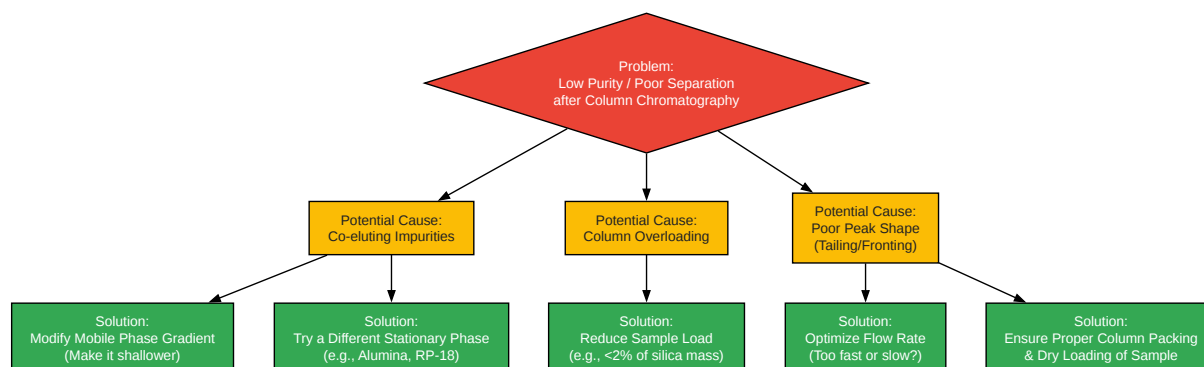 Problem:
Low Purity / Poor Separation
after Column Chromatography
Potential Cause:
Co-eluting Impurities
Potential Cause:
Column Overloading
Potential Cause:
Poor Peak Shape
(Tailing/Fronting)
Solution:
Modify Mobile Phase Gradient
(Make it shallower)
Solution:
Try a Different Stationary Phase
(e.g., Alumina, RP-18)
Solution:
Reduce Sample Load
(e.g., <2% of silica mass)
Solution:
Optimize Flow Rate
(Too fast or slow?)
Solution:
Ensure Proper Column Packing
& Dry Loading of Sample